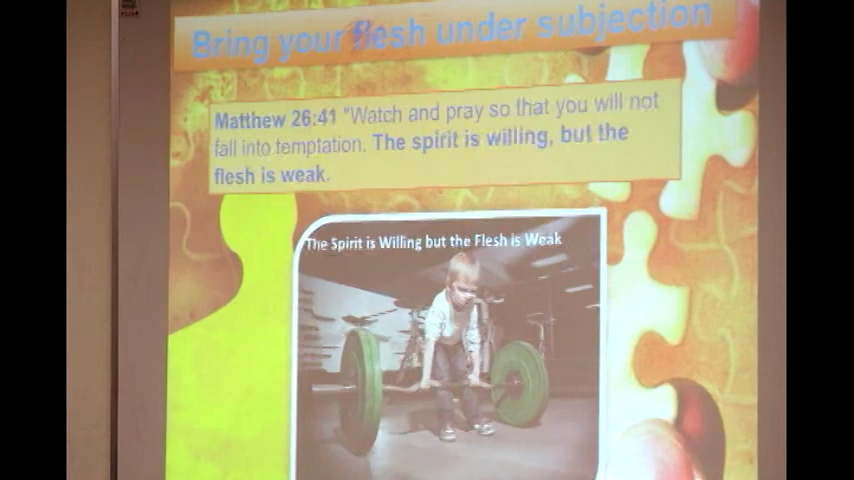 Bring your flesh under subjection
Matthew 26:41 "Watch and pray so that you will not
fall into temptation. The spirit is willing, but the
flesh is weak.
The Spirit is Willing but the Flesh is Weak